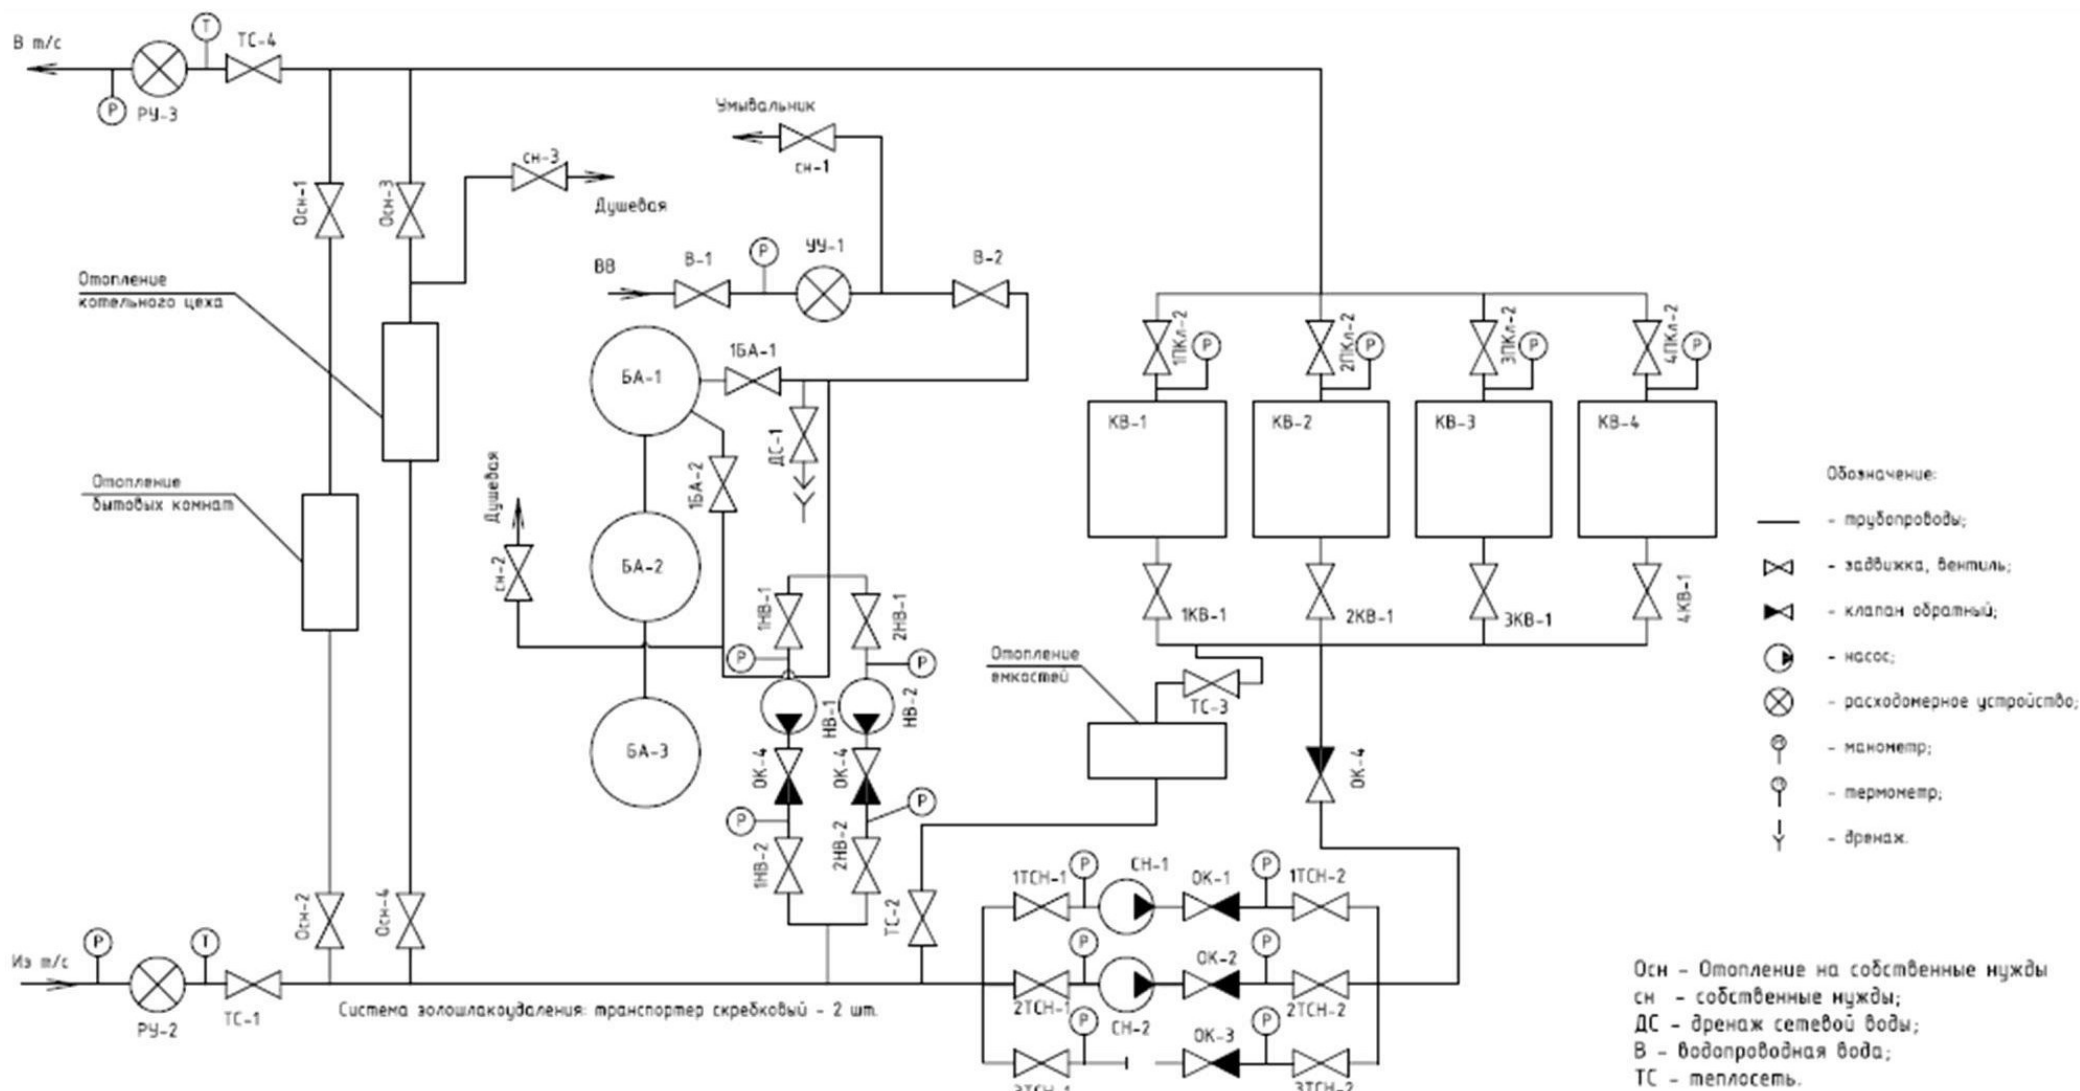 В т/с
Т
ТС-4
Р
РУ-3
Умывальник
сн-1
сн-3
Душевая
Осн-1
Осн-3
Отопление
котельного цеха
ВВ
В-1
Р
УУ-1
В-2
БА-1
1БА-1
ДС-1
1БА-2
Отопление
бытовых комнат
Душевая
сн-2
БА-2
БА-3
1НВ-1
2НВ-1
Р
Р
НВ-1
НВ-2
ОК-4
ОК-4
Р
Р
1НВ-2
2НВ-2
1ПКл-2
Р
2ПКл-2
Р
3ПКл-2
Р
4ПКл-2
Р
КВ-1
КВ-2
КВ-3
КВ-4
1КВ-1
2КВ-1
3КВ-1
4КВ-1
Отопление
емкостей
ТС-3
ОК-4
ТС-2
Осн-2
Осн-4
1ТСН-1
Р
СН-1
ОК-1
Р
1ТСН-2
2ТСН-1
Р
СН-2
ОК-2
Р
2ТСН-2
3ТСН-1
Р
ОК-3
Р
3ТСН-2
Из т/с
Р
РУ-2
Т
ТС-1
Система золошлакоудаления: транспортер скребковый - 2 шт.
Обозначение:
- трубопроводы;
- задвижка, вентиль;
- клапан обратный;
- насос;
- расходомерное устройство;
- манометр;
- термометр;
- дренаж.
Осн - Отопление на собственные нужды
сн - собственные нужды;
ДС - дренаж сетевой воды;
В - водопроводная вода;
ТС - теплосеть.